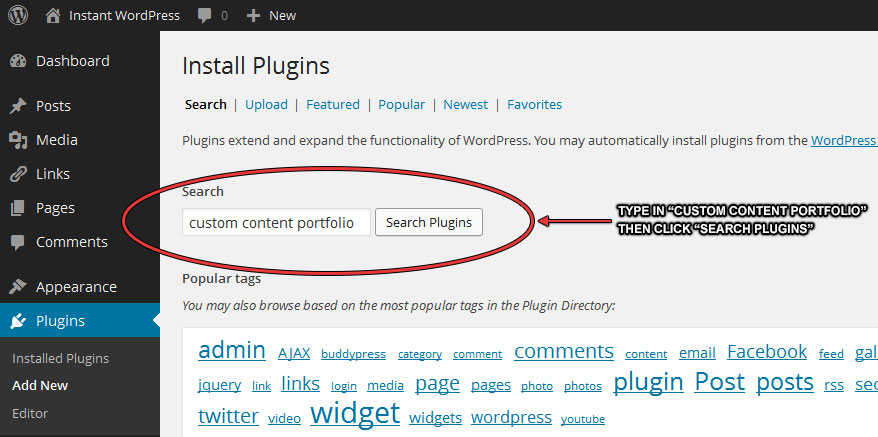 Instant WordPress 0 + New
Dashboard
Posts
Media
Links
Pages
Comments
Appearance
Plugins
Installed Plugins
Add New
Editor
Install Plugins
Search | Upload | Featured | Popular | Newest | Favorites
Plugins extend and expand the functionality of WordPress. You may automatically install plugins from the WordPress
Search
custom content portfolio Search Plugins
TYPE IN “CUSTOM CONTENT PORTFOLIO”
THEN CLICK “SEARCH PLUGINS”
Popular tags
You may also browse based on the most popular tags in the Plugin Directory:
admin AJAX buddypress category comment comments content email Facebook feed gal
jquery link links login media page pages photo photos plugin Post posts rss sec
twitter video widget widgets wordpress youtube